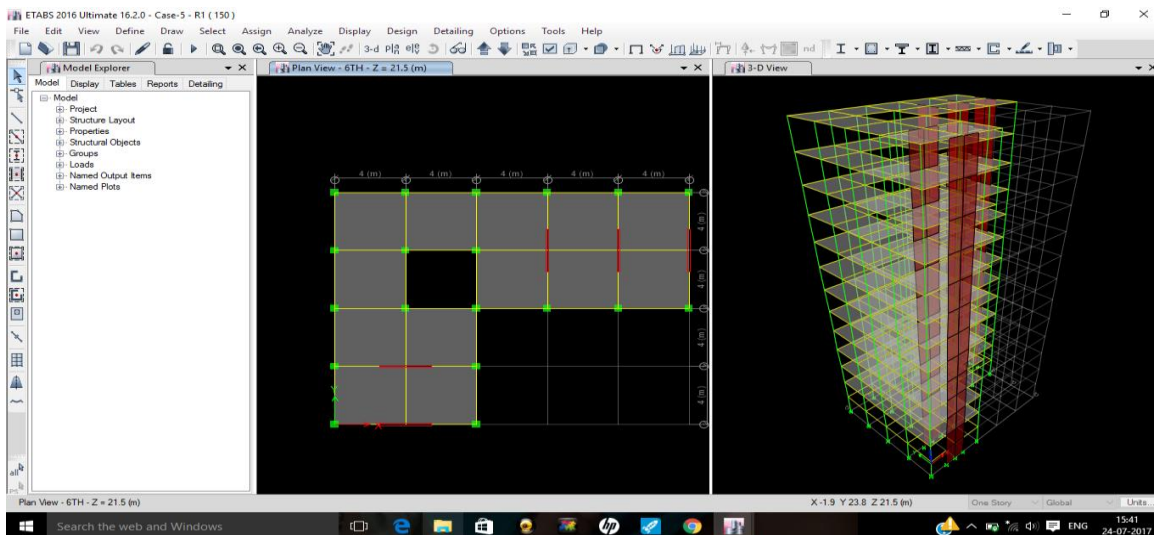 ETABS 2016 Ultimate 16.2.0 - Case-5 - R1 ( 150 )
File Edit View Define Draw Select Assign Analyze Display Design Detailing Options Tools Help
3-d
nd
Model Explorer
Plan View - 6TH - Z = 21.5 (m)
3-D View
Model Display Tables Reports Detailing
Model
Project
Structure Layout
Properties
Structural Objects
Groups
Loads
Named Output Items
Named Plots
4 (m) 4 (m) 4 (m) 4 (m) 4 (m)
4 (m)
4 (m)
4 (m)
4 (m)
Y
X
all
Plan View - 6TH - Z = 21.5 (m)
X -1.9 Y 23.8 Z 21.5 (m)
One Story
Global
Units...
Search the web and Windows
hp
ENG
15:41
24-07-2017